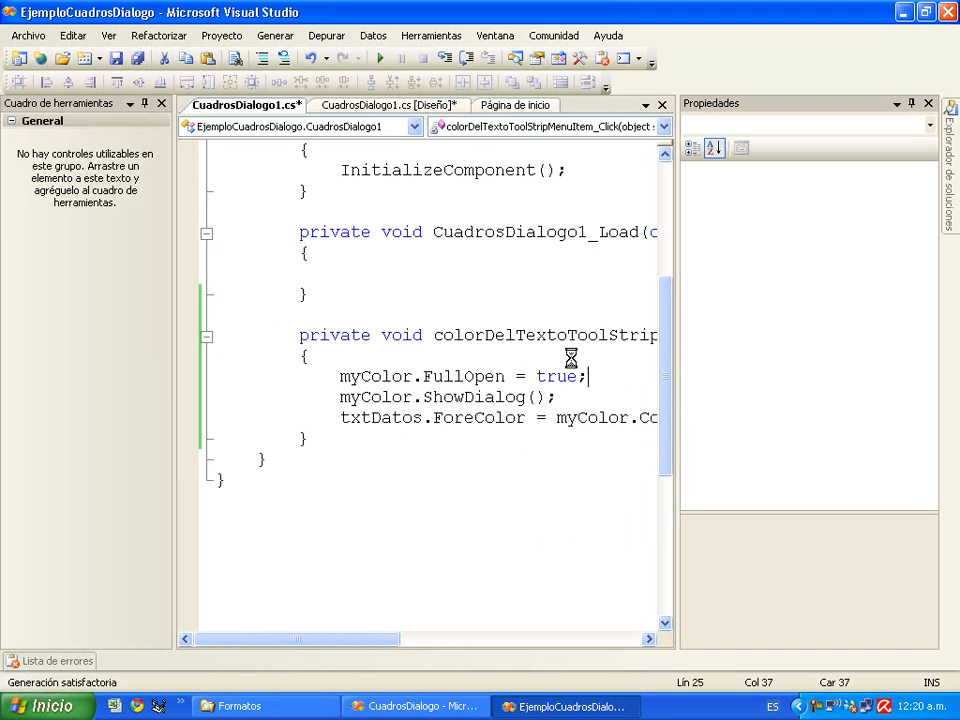 EjemploCuadrosDialogo - Microsoft Visual Studio
Archivo Editar Ver Refactorizar Proyecto Generar Depurar Datos Herramientas Ventana Comunidad Ayuda
Cuadro de herramientas
CuadrosDialogo1.cs* CuadrosDialogo1.cs [Diseño]* Página de inicio
Propiedades
General
EjemploCuadrosDialogo.CuadrosDialogo1
colorDelTextoToolStripMenuItem_Click(object
No hay controles utilizables en
este grupo. Arrastre un
elemento a este texto y
agréguelo al cuadro de
herramientas.
Explorador de soluciones
{
InitializeComponent();
}
private void CuadrosDialogo1_Load(
{
}
private void colorDelTextoToolStrip
{
myColor.FullOpen = true;
myColor.ShowDialog();
txtDatos.ForeColor = myColor.Co
}
}
}
Lista de errores
Generación satisfactoria
Lín 25 Col 37 Car 37 INS
Inicio
Formatos
CuadrosDialogo - Micr...
EjemploCuadrosDialo...
ES
12:20 a.m.